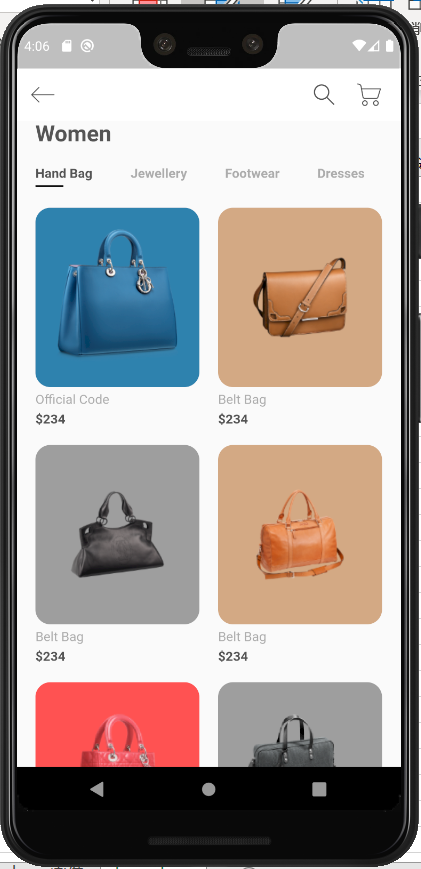 4:06
Women
Hand Bag Jewellery Footwear Dresses
Official Code Belt Bag
$234 $234
Belt Bag Belt Bag
$234 $234